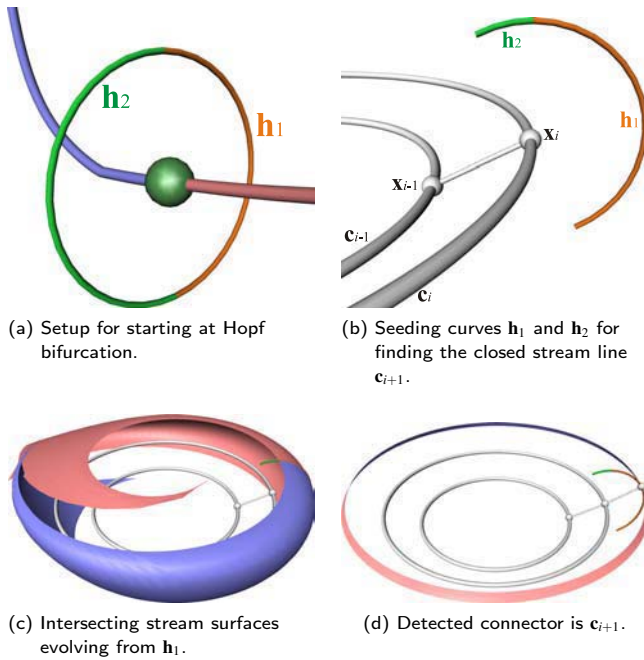 h2
h1
(a) Setup for starting at Hopf
bifurcation.
h2
h1
xi
xi-1
ci-1
ci
(b) Seeding curves h1 and h2 for
finding the closed stream line
ci+1.
(c) Intersecting stream surfaces
evolving from h1.
(d) Detected connector is ci+1.